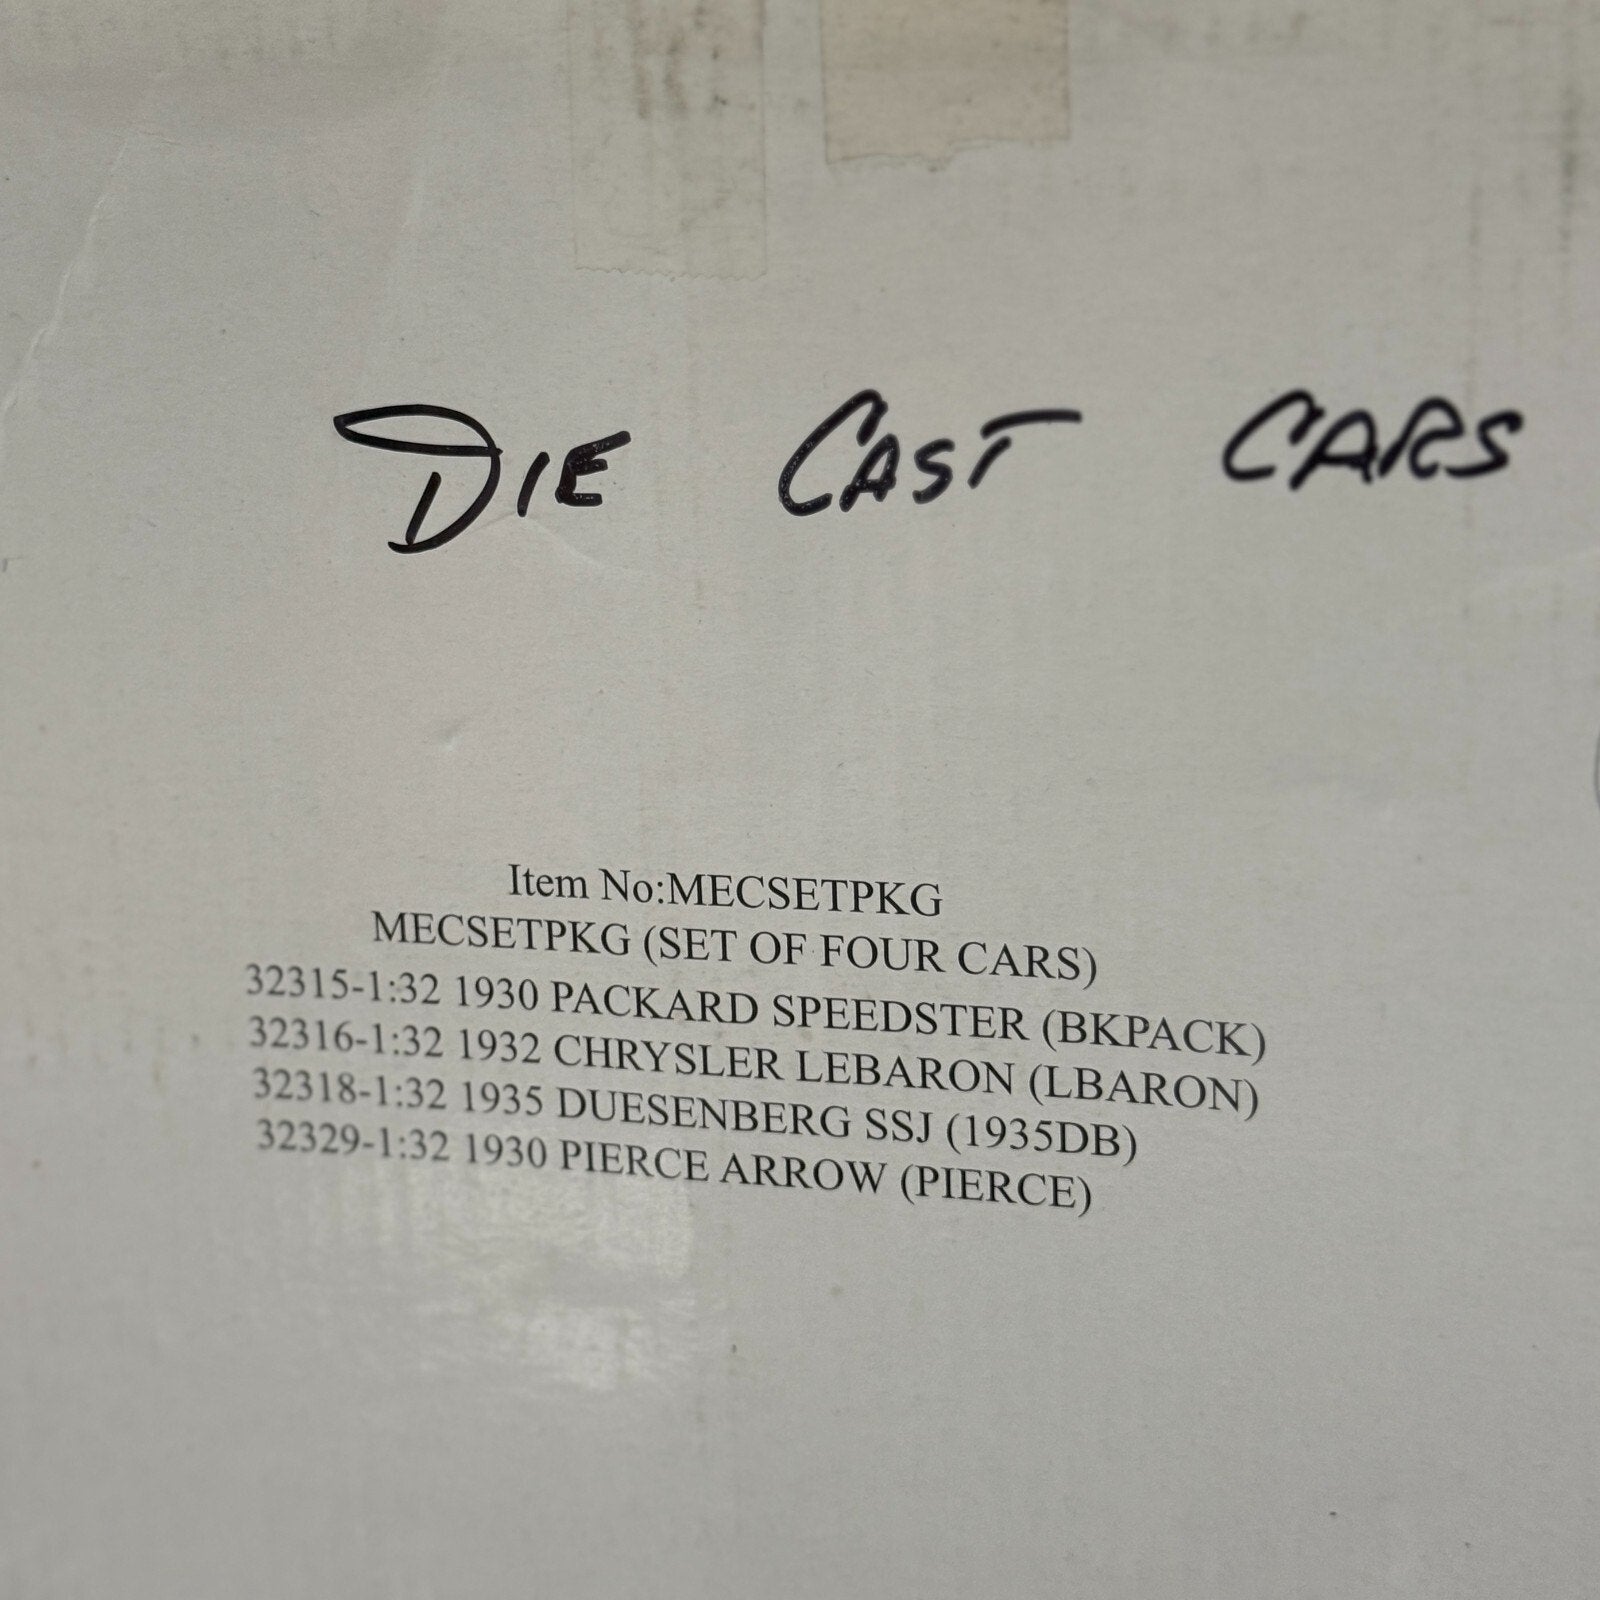 DIE CAST CARS
Item No:MECSETPKG
MECSETPKG (SET OF FOUR CARS)
32315-1:32 1930 PACKARD SPEEDSTER (BKPACK)
32316-1:32 1932 CHRYSLER LEBARON (LBARON)
32318-1:32 1935 DUESENBERG SSJ (1935DB)
32329-1:32 1930 PIERCE ARROW (PIERCE)